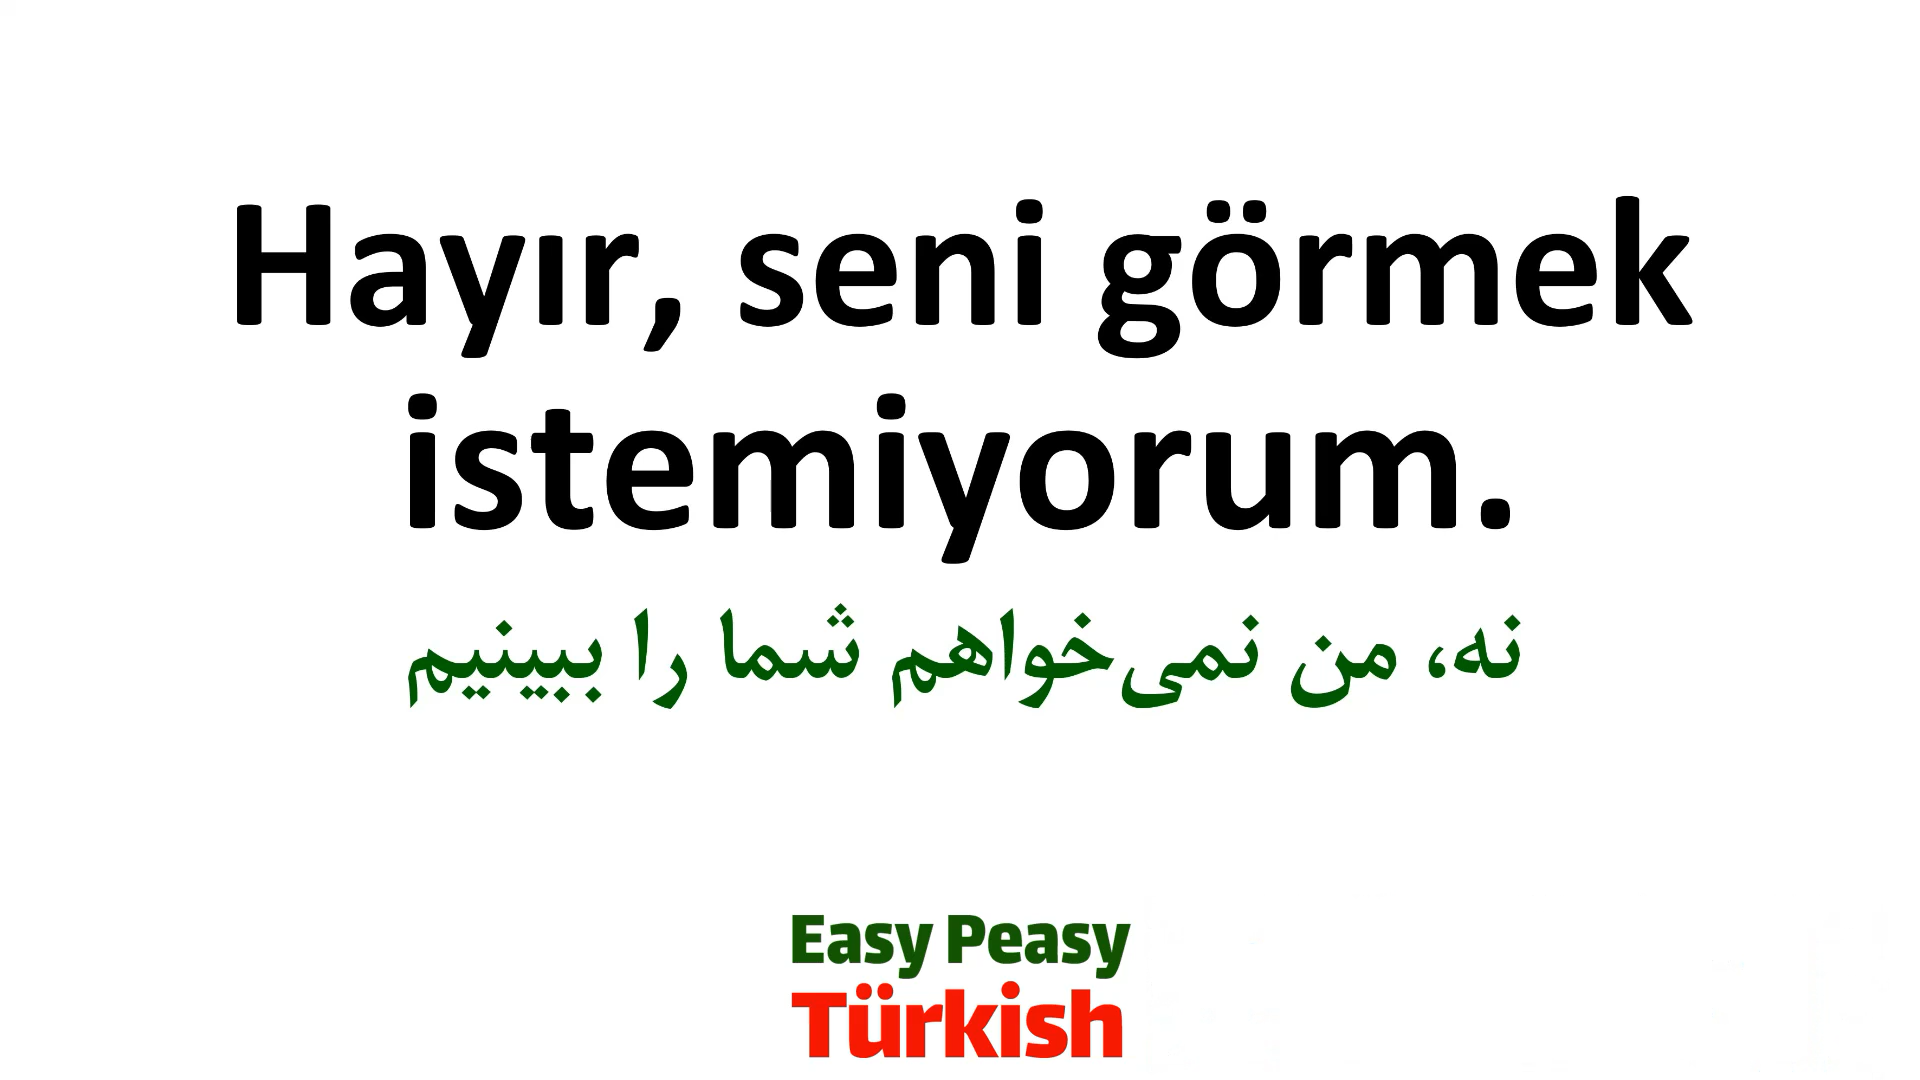 Hayır, seni görmek
istemiyorum.
نه، من نمی‌خواهم شما را ببینیم
Easy Peasy
Türkish